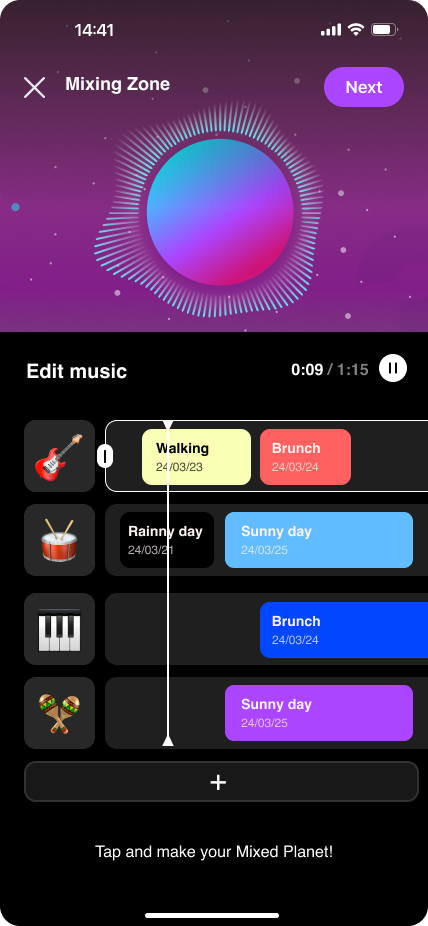 14:41
Mixing Zone
Next
Edit music
0:09 / 1:15
Walking
24/03/23
Brunch
24/03/24
Rainny day
24/03/21
Sunny day
24/03/25
Brunch
24/03/24
Sunny day
24/03/25
+
Tap and make your Mixed Planet!